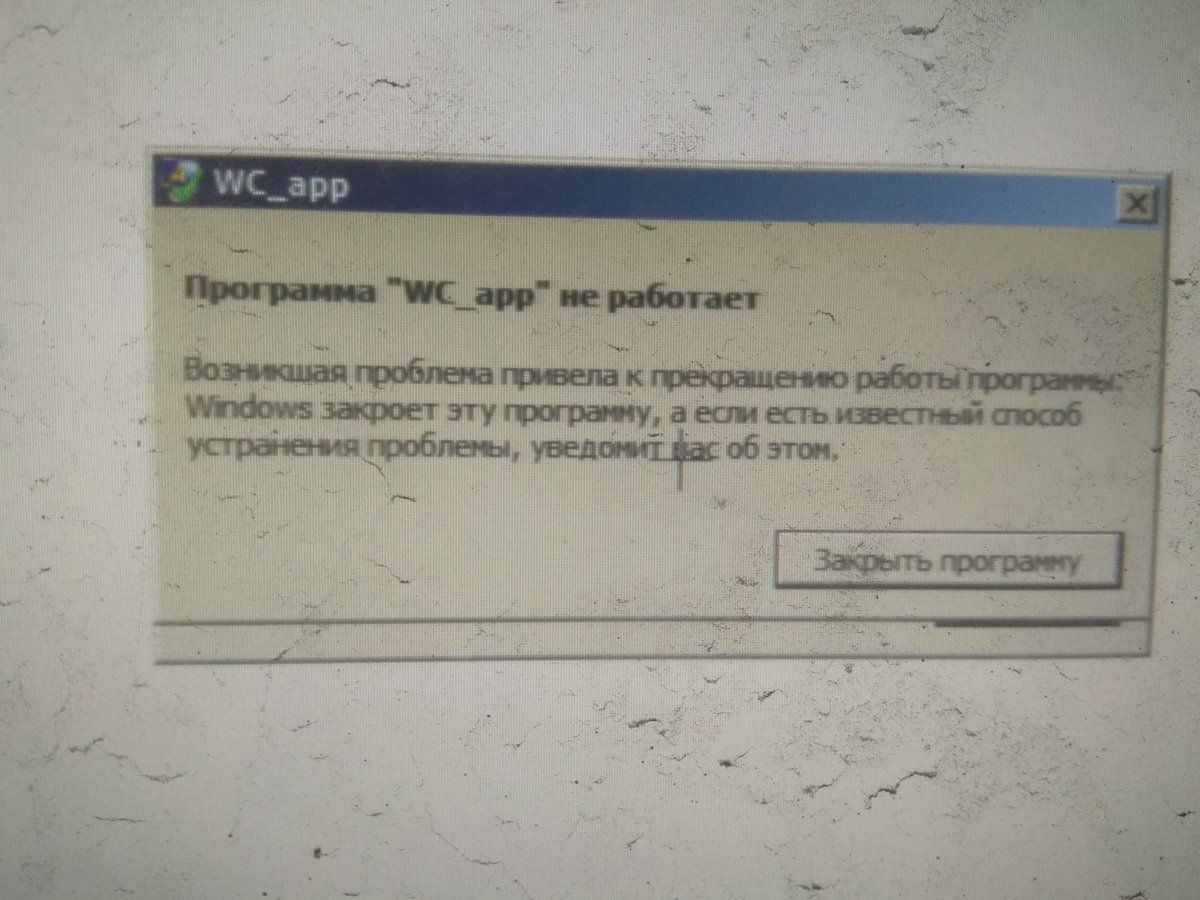 WC_app
Программа "WC_app" не работает
Возникшая проблема привела к прекращению работы программы.
Windows закроет эту программу, а если есть известный способ
устранения проблемы, уведомит вас об этом.
Закрыть программу